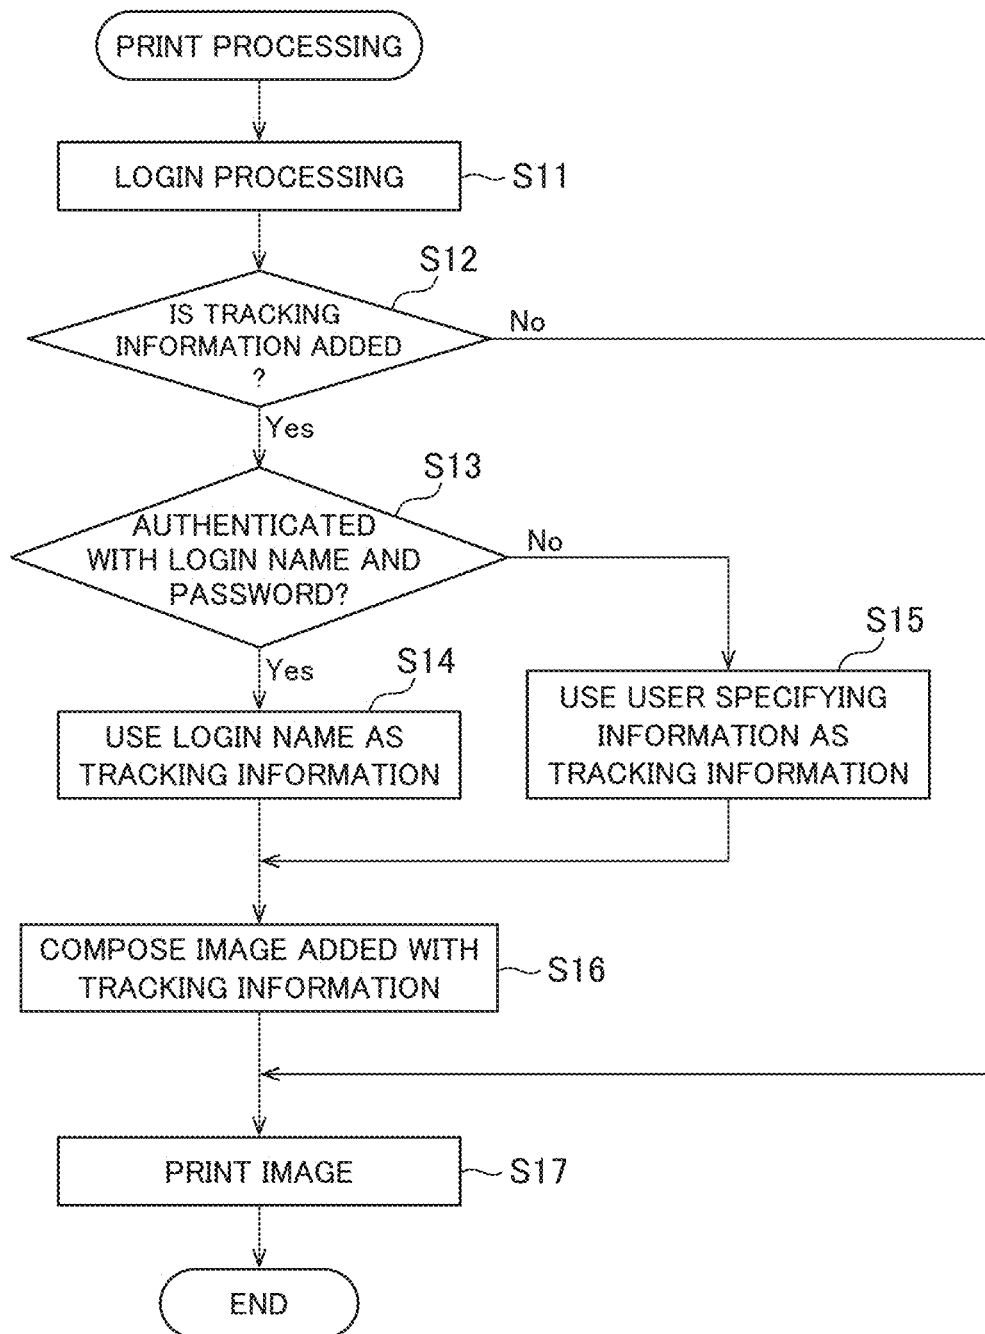 PRINT PROCESSING
LOGIN PROCESSING
S11
S12
IS TRACKING
INFORMATION ADDED
?
No
Yes
S13
AUTHENTICATED
WITH LOGIN NAME AND
PASSWORD?
No
Yes
S14
USE LOGIN NAME AS
TRACKING INFORMATION
S15
USE USER SPECIFYING
INFORMATION AS
TRACKING INFORMATION
COMPOSE IMAGE ADDED WITH
TRACKING INFORMATION
S16
PRINT IMAGE
S17
END